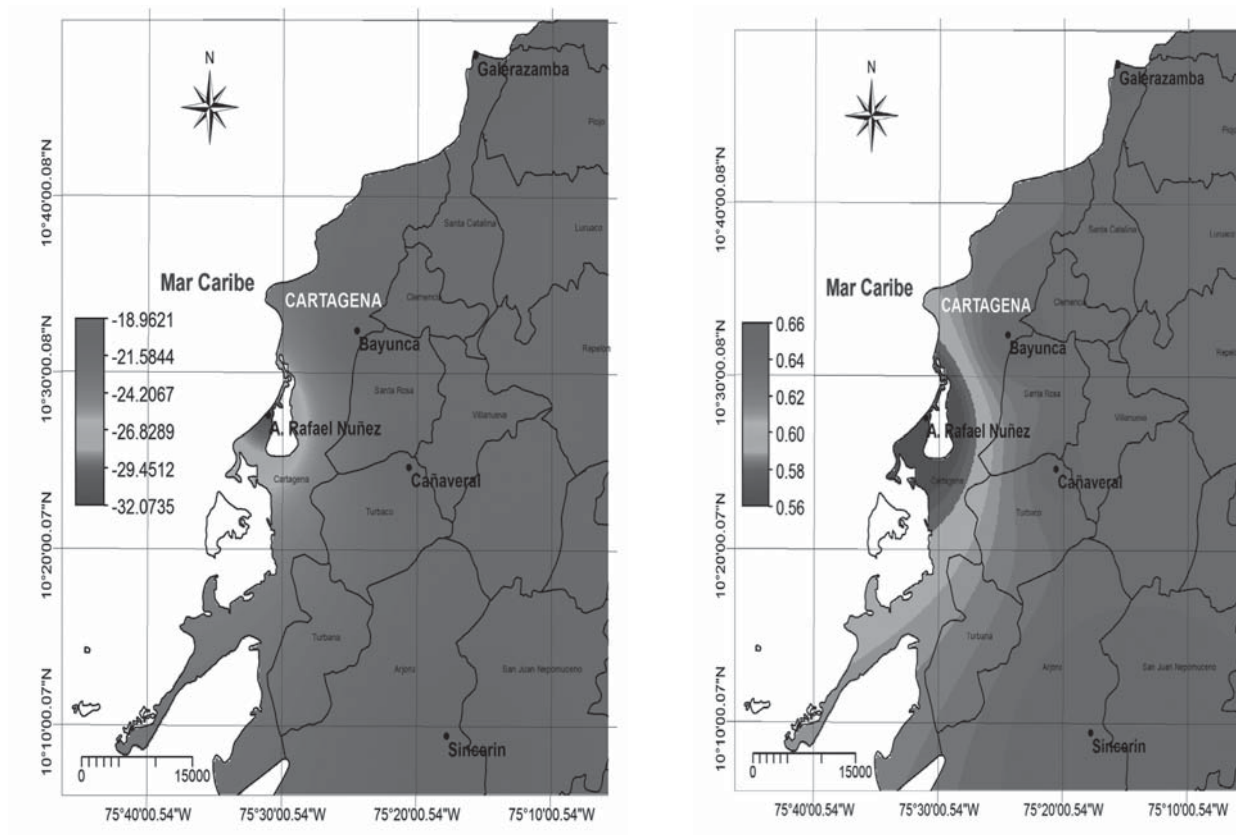 N
Galerazamba
Piojo
10°40'00.08"N
Santa Catalina
Luruaco
Mar Caribe
CARTAGENA
Clemencia
-18.9621
-21.5844
-24.2067
-26.8289
-29.4512
-32.0735
Bayunca
Repelon
10°30'00.08"N
Santa Rosa
Villanueva
A. Rafael Nuñez
Cartagena
Cañaveral
Turbaco
10°20'00.07"N
Turbana
Arjona
San Juan Nepomuceno
10°10'00.07"N
Sincerin
0 15000
75°40'00.54"W 75°30'00.54"W 75°20'00.54"W 75°10'00.54"W
N
Galerazamba
10°40'00.08"N
Santa Catalina
Luruaco
Mar Caribe
CARTAGENA
Clemencia
0.66
0.64
0.62
0.60
0.58
0.56
Bayunca
10°30'00.08"N
Santa Rosa
Villanueva
A. Rafael Nuñez
Cartagena
Cañaveral
Turbaco
10°20'00.07"N
Turbana
Arjona
San Juan Nepomuceno
10°10'00.07"N
Sincerin
0 15000
75°40'00.54"W 75°30'00.54"W 75°20'00.54"W 75°10'00.54"W